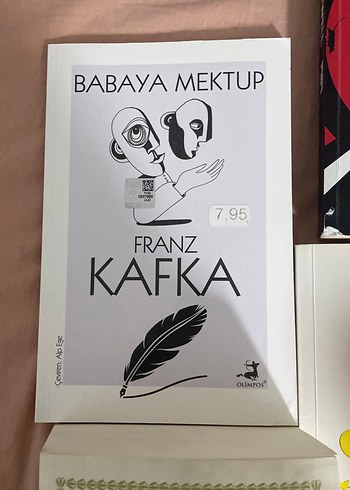 BABAYA MEKTUP
7,95
FRANZ
KAFKA
Çeviren: Alp Ege
OLİMPOS